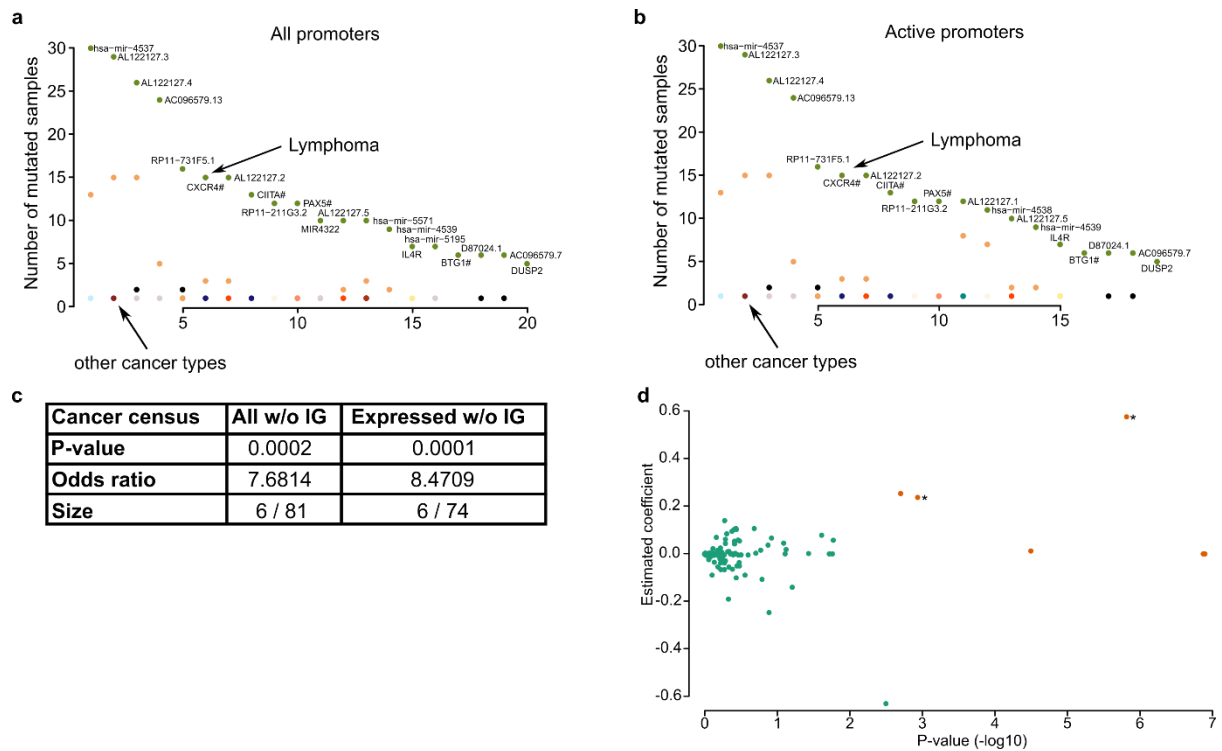 a
All promoters
Number of mutated samples
30
25
20
15
10
5
0
hsa-mir-4537
AL122127.3
AL122127.4
AC096579.13
RP11-731F5.1
Lymphoma
CXCR4#
AL122127.2
CIITA#
RP11-211G3.2
PAX5#
AL122127.5
MIR4322
hsa-mir-5571
hsa-mir-4539
hsa-mir-5195
IL4R
D87024.1
BTG1#
AC096579.7
DUSP2
5
10
15
20
other cancer types
b
Active promoters
Number of mutated samples
30
25
20
15
10
5
0
hsa-mir-4537
AL122127.3
AL122127.4
AC096579.13
RP11-731F5.1
Lymphoma
CXCR4#
AL122127.2
CIITA#
RP11-211G3.2
PAX5#
AL122127.1
hsa-mir-4538
AL122127.5
hsa-mir-4539
IL4R
D87024.1
BTG1#
AC096579.7
DUSP2
5
10
15
other cancer types
c
Cancer census All w/o IG Expressed w/o IG
P-value 0.0002 0.0001
Odds ratio 7.6814 8.4709
Size 6 / 81 6 / 74
d
Estimated coefficient
0.6
0.4
0.2
0.0
-0.2
-0.4
-0.6
*
*
0 1 2 3 4 5 6 7
P-value (-log10)